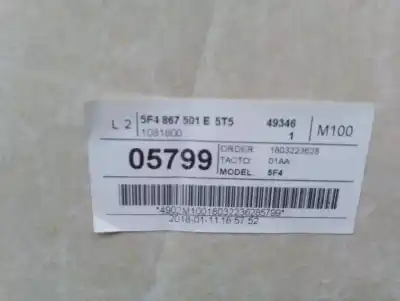 L 2 5F4 867 501 E 5T5 49346
1081800 1 M100
05799 ORDER: 1803223628
TACTO: 01AA
MODEL: 5F4
*4992M10018032236285799*
2018-01-11 16 57 52